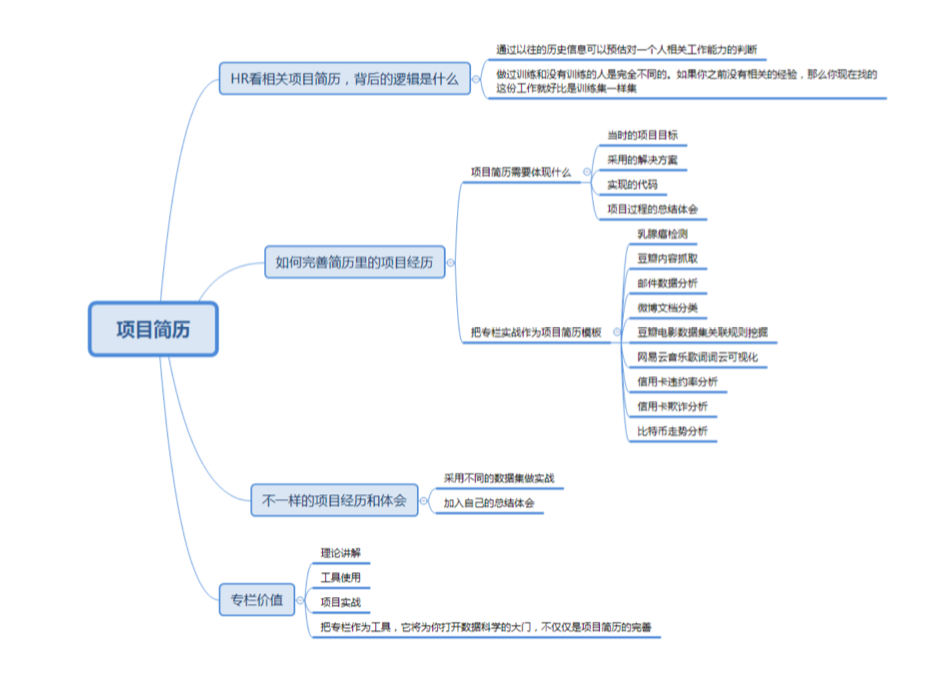 项目简历
HR看相关项目简历，背后的逻辑是什么
通过以往的历史信息可以预估对一个人相关工作能力的判断
做过训练和没有训练的人是完全不同的。如果你之前没有相关的经验，那么你现在找的
这份工作就好比是训练集一样集
如何完善简历里的项目经历
项目简历需要体现什么
当时的项目目标
采用的解决方案
实现的代码
项目过程的总结体会
把专栏实战作为项目简历模板
乳腺癌检测
豆瓣内容抓取
邮件数据分析
微博文档分类
豆瓣电影数据集关联规则挖掘
网易云音乐歌词词云可视化
信用卡违约率分析
信用卡欺诈分析
比特币走势分析
不一样的项目经历和体会
采用不同的数据集做实战
加入自己的总结体会
专栏价值
理论讲解
工具使用
项目实战
把专栏作为工具，它将为你打开数据科学的大门，不仅仅是项目简历的完善